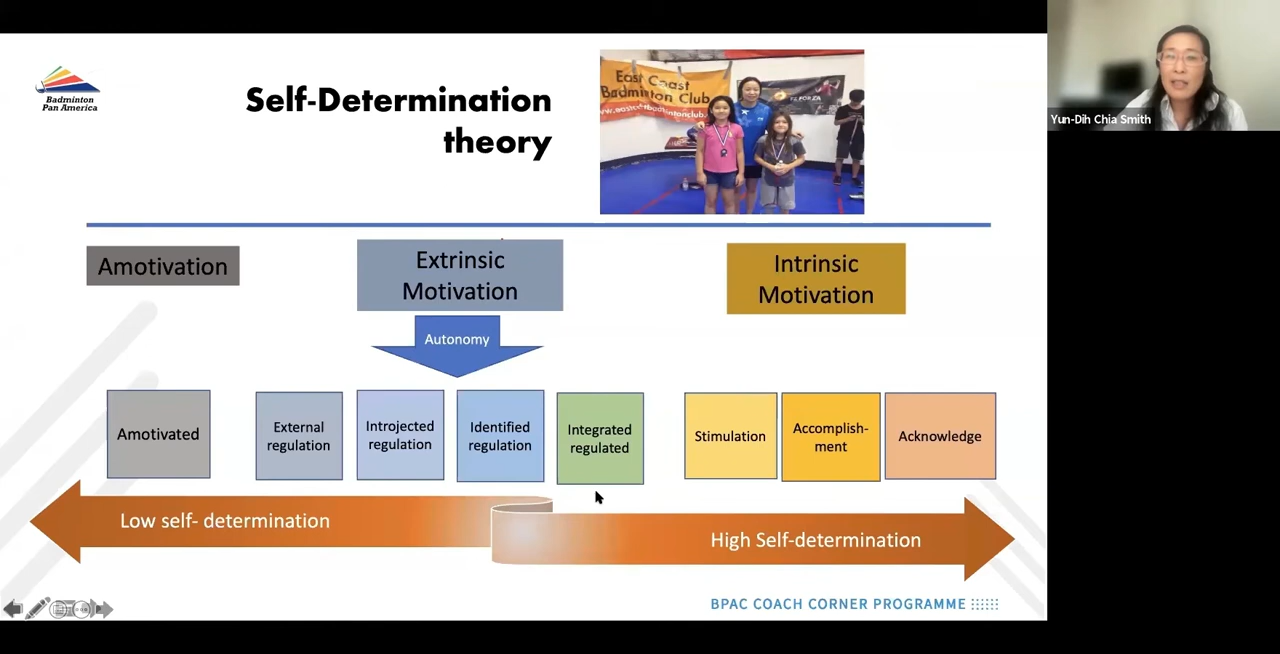 Badminton
Pan America
Self-Determination
theory
East Coast
Badminton Club
Yun-Dih Chia Smith
Amotivation
Extrinsic
Motivation
Intrinsic
Motivation
Autonomy
Amotivated
External
regulation
Introjected
regulation
Identified
regulation
Integrated
regulated
Stimulation
Accomplish-
ment
Acknowledge
Low self- determination
High Self-determination
BPAC COACH CORNER PROGRAMME